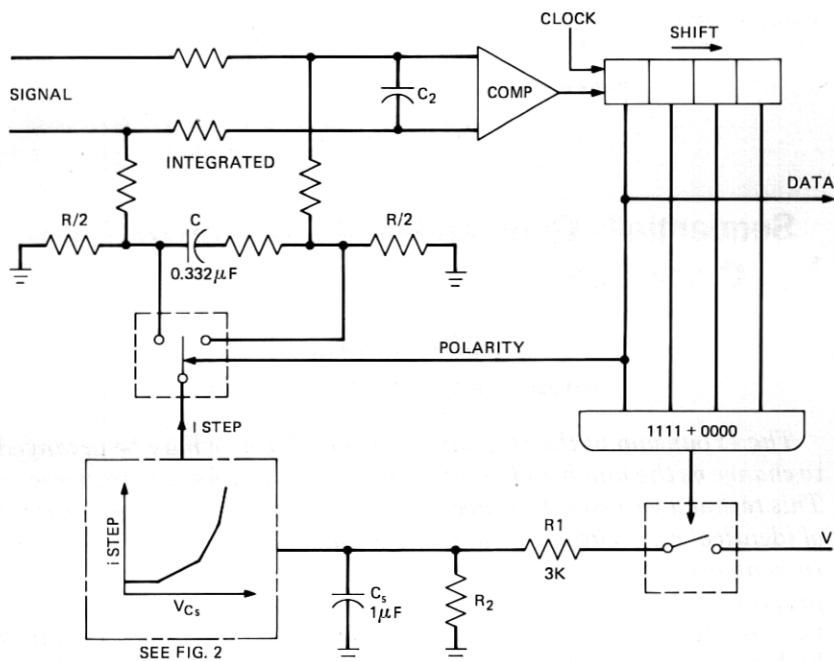 CLOCK
SHIFT
SIGNAL
C2
COMP
INTEGRATED
DATA
R/2
C
R/2
0.332µF
POLARITY
I STEP
1111 + 0000
i STEP
VCs
Cs
1µF
R2
R1
3K
V
SEE FIG. 2